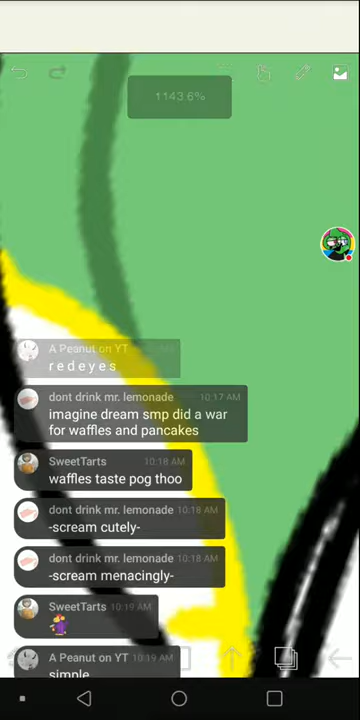 1143 6%
A Peanut on YT
r e d e y e s
dont drink mr. lemonade 10:17 AM
imagine dream smp did a war
for waffles and pancakes
SweetTarts 10:18 AM
waffles taste pog thoo
dont drink mr. lemonade 10:18 AM
-scream cutely-
dont drink mr. lemonade 10:18 AM
-scream menacingly-
SweetTarts 10:19 AM
A Peanut on YT 10:19 AM
simple